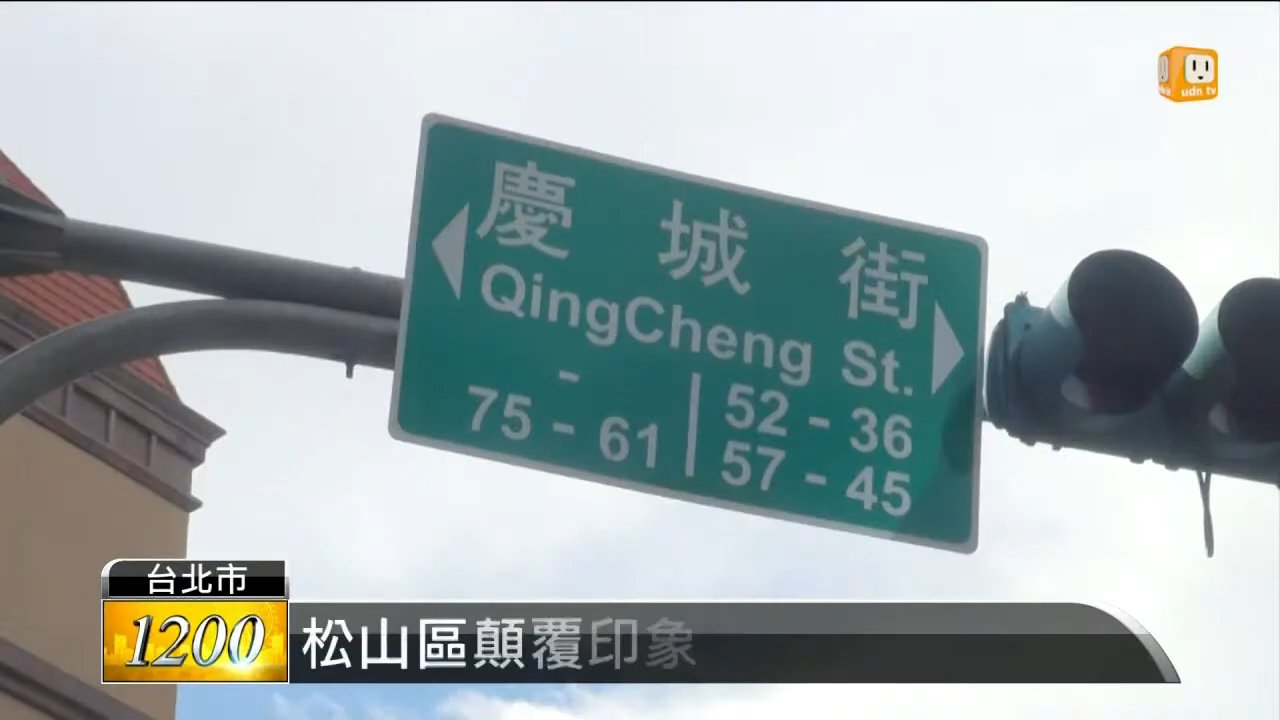 udn tv
慶城街
QingCheng St.
-
75 - 61
52 - 36
57 - 45
台北市
1200
松山區顛覆印象